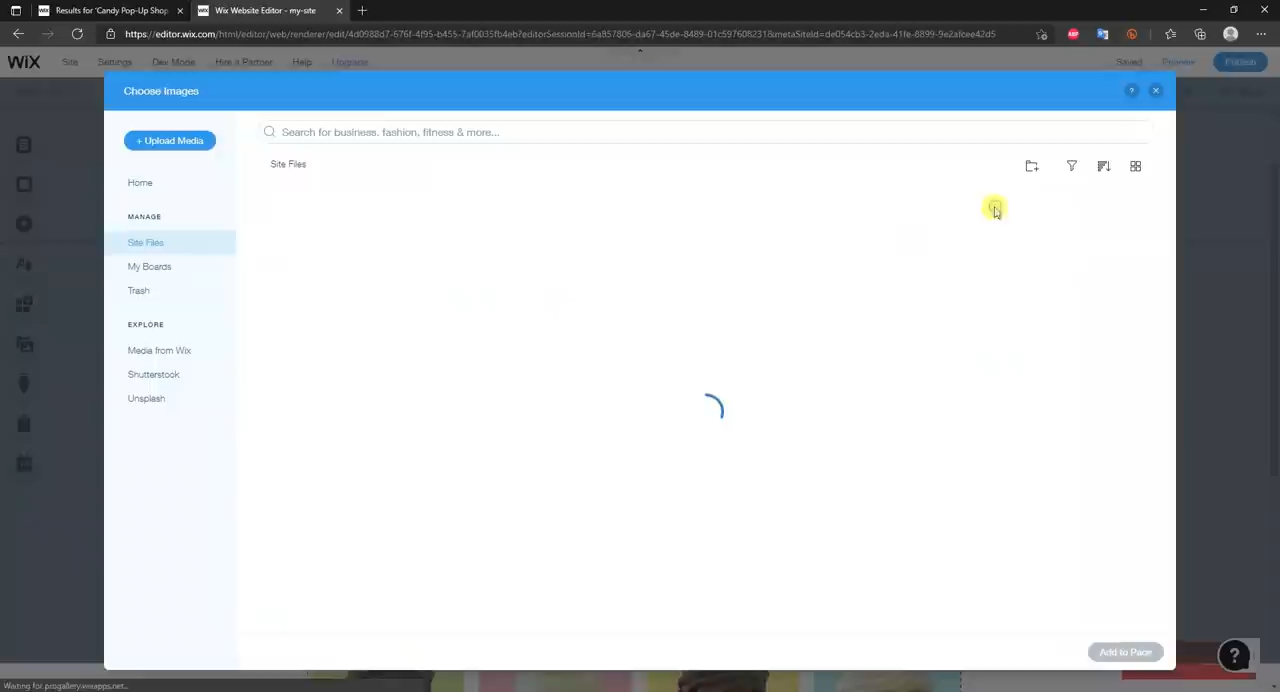 Results for 'Candy Pop-Up Shop
Wix Website Editor - my-site
https://editor.wix.com/html/editor/web/renderer/edit/4d0988d7-676f-4f95-b455-7af0035fb4eb?editorSessionId=6a857806-da67-45de-8489-01c597608231&metaSiteId=de054cb3-2eda-41fe-8899-9e2afcee42d5
WiX Site Settings Dev Mode Hire a Partner Help Upgrade Saved Preview Publish
Choose Images
?
+ Upload Media
Search for business, fashion, fitness & more...
Site Files
Home
MANAGE
Site Files
My Boards
Trash
EXPLORE
Media from Wix
Shutterstock
Unsplash
Add to Page
?
Waiting for progallery.wixapps.net...